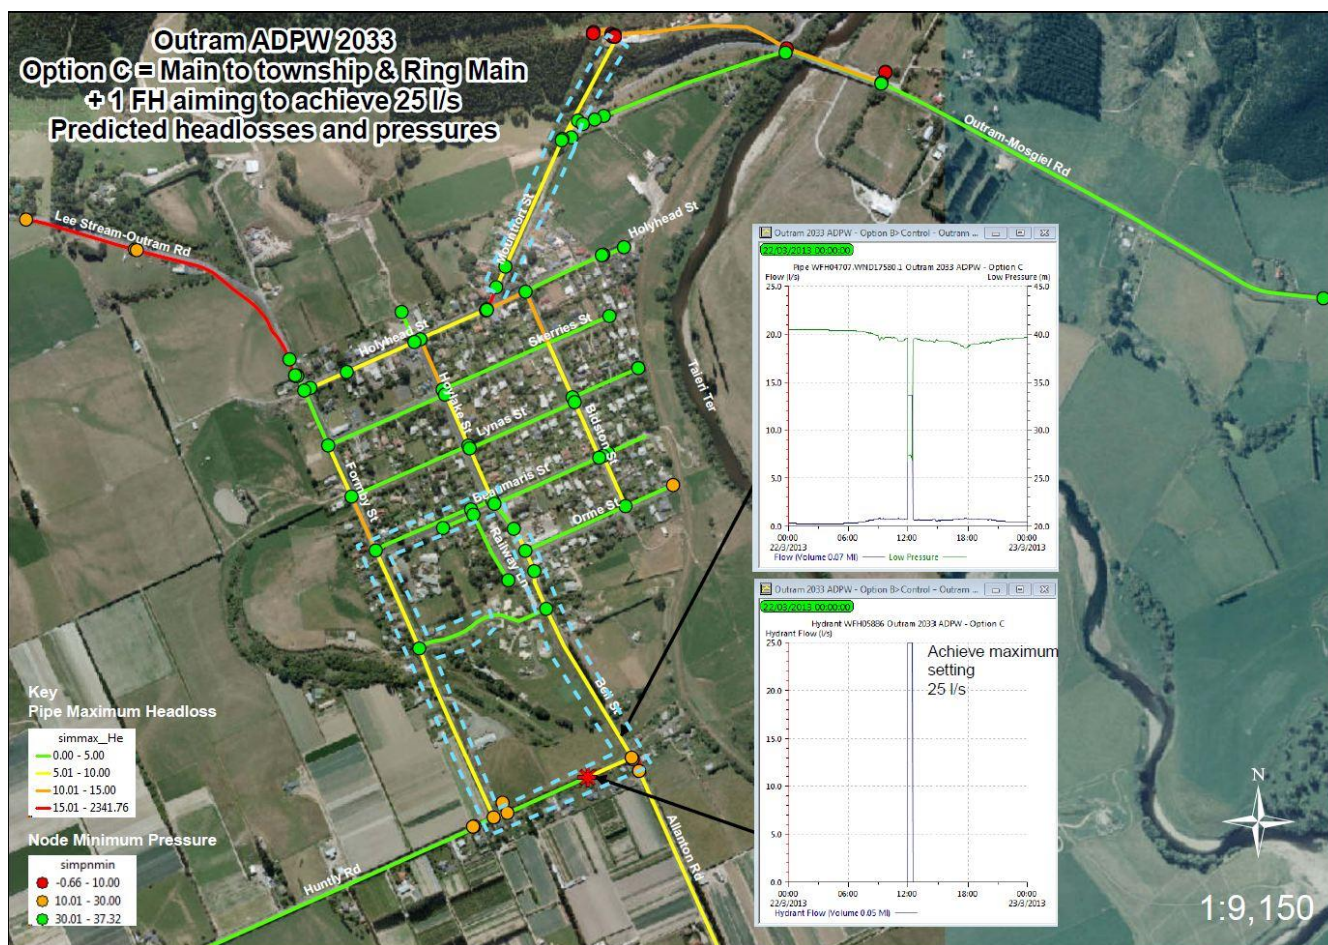 Outram ADPW 2033
Option C = Main to township & Ring Main
+ 1 FH aiming to achieve 25 l/s
Predicted headlosses and pressures
Outram-Mosgiel Rd
Lee Stream-Outram Rd
Mountfort St
Holyhead St
Holyhead St
Skerries St
Hoylake St
Lynas St
Bidston St
Taieri Ter
Formby St
Beaumaris St
Orme St
Railway Ln
Bell St
Allanton Rd
Huntly Rd
Outram 2033 ADPW - Option B>Control - Outram ...
22/03/2013 00:00:00
Pipe WFH04707.WND17580.1 Outram 2033 ADPW - Option C
Flow (l/s) Low Pressure (m)
25.0 45.0
20.0 40.0
15.0 35.0
10.0 30.0
5.0 25.0
0.0 20.0
00:00 06:00 12:00 18:00 00:00
22/3/2013 23/3/2013
Flow (Volume 0.07 Ml) Low Pressure
Outram 2033 ADPW - Option B>Control - Outram ...
22/03/2013 00:00:00
Hydrant WFH05886 Outram 2033 ADPW - Option C
Hydrant Flow (l/s)
25.0
20.0
15.0
10.0
5.0
0.0
Achieve maximum
setting
25 l/s
00:00 06:00 12:00 18:00 00:00
22/3/2013 23/3/2013
Hydrant Flow (Volume 0.05 Ml)
Key
Pipe Maximum Headloss
simmax_He
0.00 - 5.00
5.01 - 10.00
10.01 - 15.00
15.01 - 2341.76
Node Minimum Pressure
simpnmin
-0.66 - 10.00
10.01 - 30.00
30.01 - 37.32
N
1:9,150